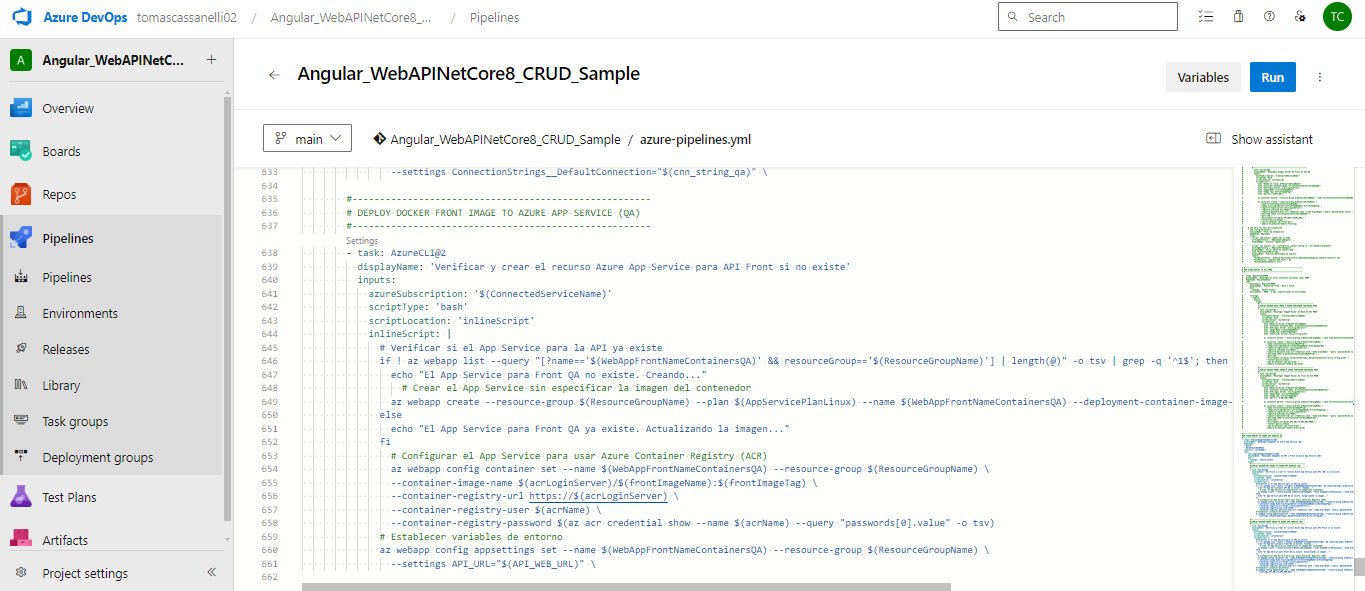 Azure DevOps tomascassanelli02 / Angular_WebAPINetCore8_... / Pipelines
Search
TC
A Angular_WebAPINetC... +
Overview
Boards
Repos
Pipelines
Pipelines
Environments
Releases
Library
Task groups
Deployment groups
Test Plans
Artifacts
Project settings
Angular_WebAPINetCore8_CRUD_Sample
Variables
Run
main
Angular_WebAPINetCore8_CRUD_Sample / azure-pipelines.yml
Show assistant
633 --settings ConnectionStrings__DefaultConnection="$(cnn_string_qa)" \
634
635 #---------------------------------------------------
636 # DEPLOY DOCKER FRONT IMAGE TO AZURE APP SERVICE (QA)
637 #---------------------------------------------------
Settings
638 - task: AzureCLI@2
639 displayName: 'Verificar y crear el recurso Azure App Service para API Front si no existe'
640 inputs:
641 azureSubscription: '$(ConnectedServiceName)'
642 scriptType: 'bash'
643 scriptLocation: 'inlineScript'
644 inlineScript: |
645 # Verificar si el App Service para la API ya existe
646 if ! az webapp list --query "[?name=='$(WebAppFrontNameContainersQA)' && resourceGroup=='$(ResourceGroupName)'] | length(@)" -o tsv | grep -q '^1$'; then
647 echo "El App Service para Front QA no existe. Creando..."
648 # Crear el App Service sin especificar la imagen del contenedor
649 az webapp create --resource-group $(ResourceGroupName) --plan $(AppServicePlanLinux) --name $(WebAppFrontNameContainersQA) --deployment-container-image-
650 else
651 echo "El App Service para Front QA ya existe. Actualizando la imagen..."
652 fi
653 # Configurar el App Service para usar Azure Container Registry (ACR)
654 az webapp config container set --name $(WebAppFrontNameContainersQA) --resource-group $(ResourceGroupName) \
655 --container-image-name $(acrLoginServer)/$(frontImageName):$(frontImageTag) \
656 --container-registry-url https://$(acrLoginServer) \
657 --container-registry-user $(acrName) \
658 --container-registry-password $(az acr credential show --name $(acrName) --query "passwords[0].value" -o tsv)
659 # Establecer variables de entorno
660 az webapp config appsettings set --name $(WebAppFrontNameContainersQA) --resource-group $(ResourceGroupName) \
661 --settings API_URL="$(API_WEB_URL)" \
662